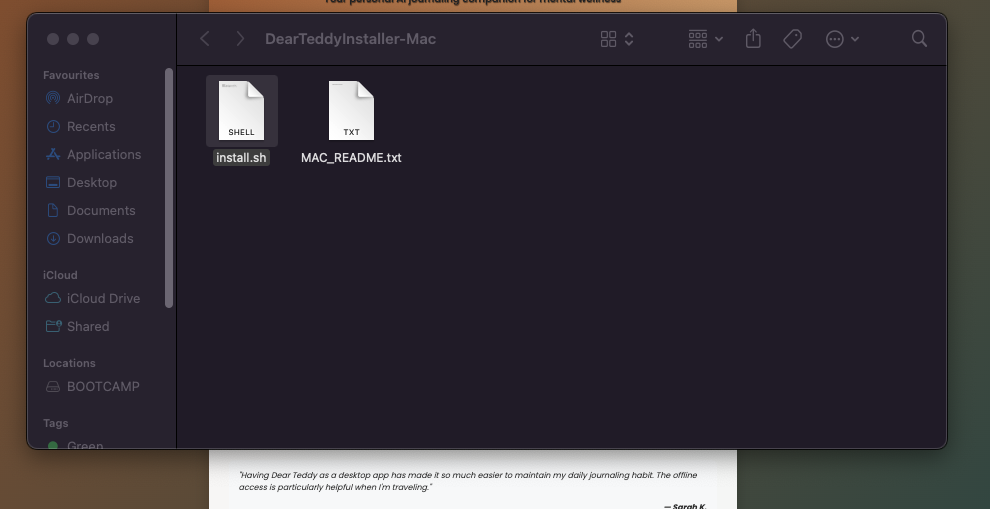 Your personal AI journaling companion for mental wellness
DearTeddyInstaller-Mac
Favourites
AirDrop
Recents
Applications
Desktop
Documents
Downloads
iCloud
iCloud Drive
Shared
Locations
BOOTCAMP
Tags
Green
SHELL
TXT
install.sh
MAC_README.txt
"Having Dear Teddy as a desktop app has made it so much easier to maintain my daily journaling habit. The offline
access is particularly helpful when I'm traveling."
— Sarah K.